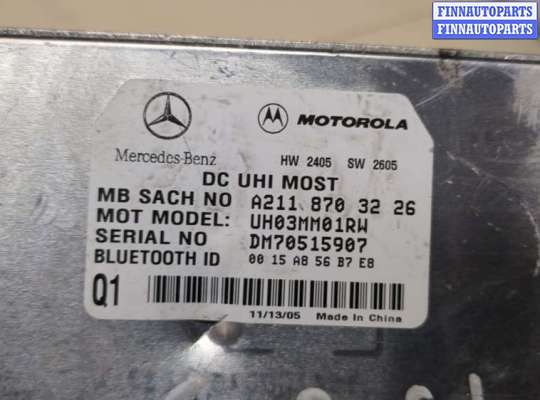 FINNAUTOPARTS
FINNAUTOPARTS
Mercedes-Benz
MOTOROLA
HW 2405 SW 2605
DC UHI MOST
MB SACH NO A211 870 32 26
MOT MODEL: UH03MM01RW
SERIAL NO DM70515907
BLUETOOTH ID 00 15 A8 56 B7 E8
Q1
11/13/05 Made In China